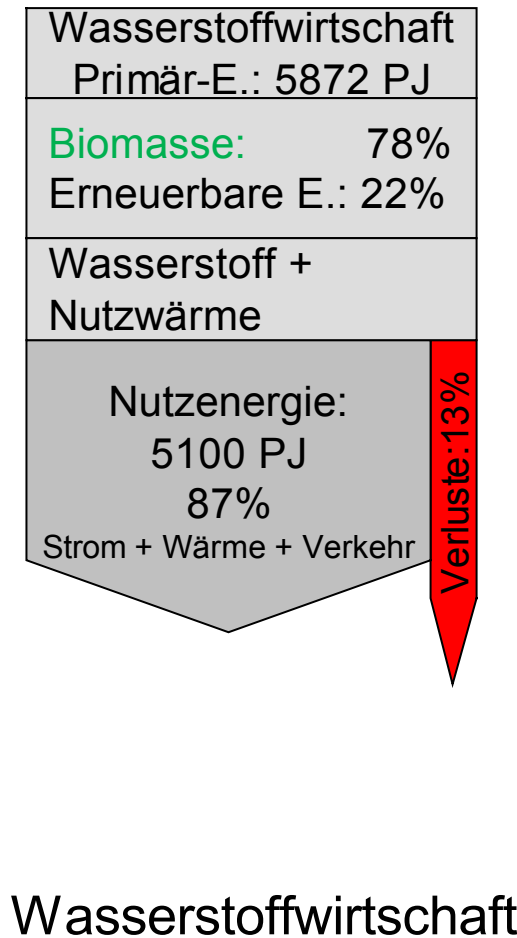 Wasserstoffwirtschaft
Primär-E.: 5872 PJ
Biomasse: 78%
Erneuerbare E.: 22%
Wasserstoff +
Nutzwärme
Nutzenergie:
5100 PJ
87%
Strom + Wärme + Verkehr
Verluste:13%
Wasserstoffwirtschaft